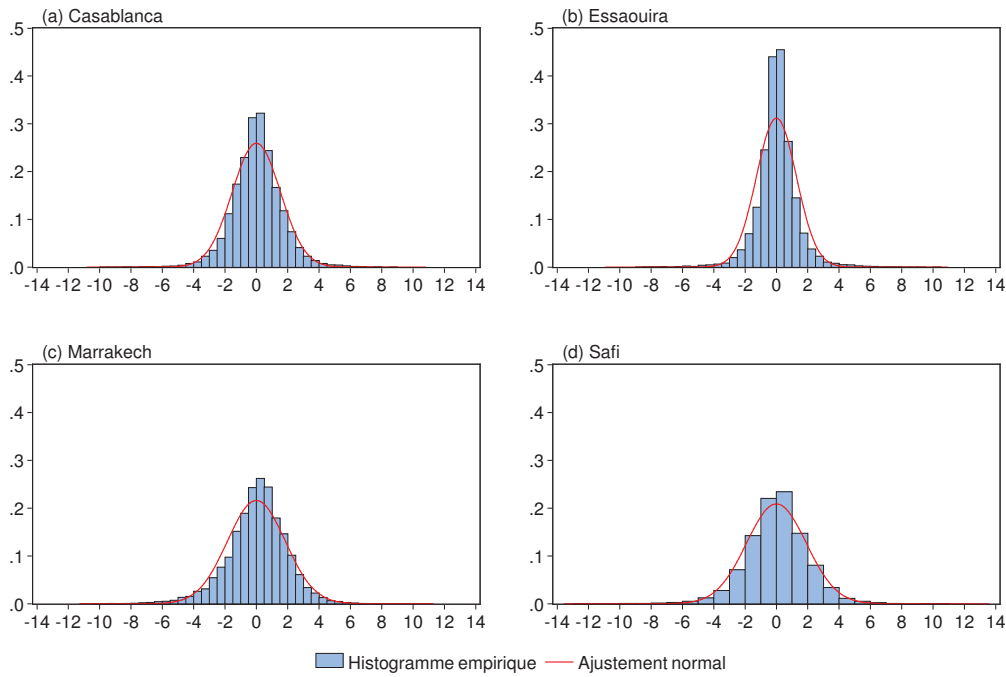 (a) Casablanca
.5
.4
.3
.2
.1
.0
-14 -12 -10 -8 -6 -4 -2 0 2 4 6 8 10 12 14
(b) Essaouira
.5
.4
.3
.2
.1
.0
-14 -12 -10 -8 -6 -4 -2 0 2 4 6 8 10 12 14
(c) Marrakech
.5
.4
.3
.2
.1
.0
-14 -12 -10 -8 -6 -4 -2 0 2 4 6 8 10 12 14
(d) Safi
.5
.4
.3
.2
.1
.0
-14 -12 -10 -8 -6 -4 -2 0 2 4 6 8 10 12 14
Histogramme empirique Ajustement normal